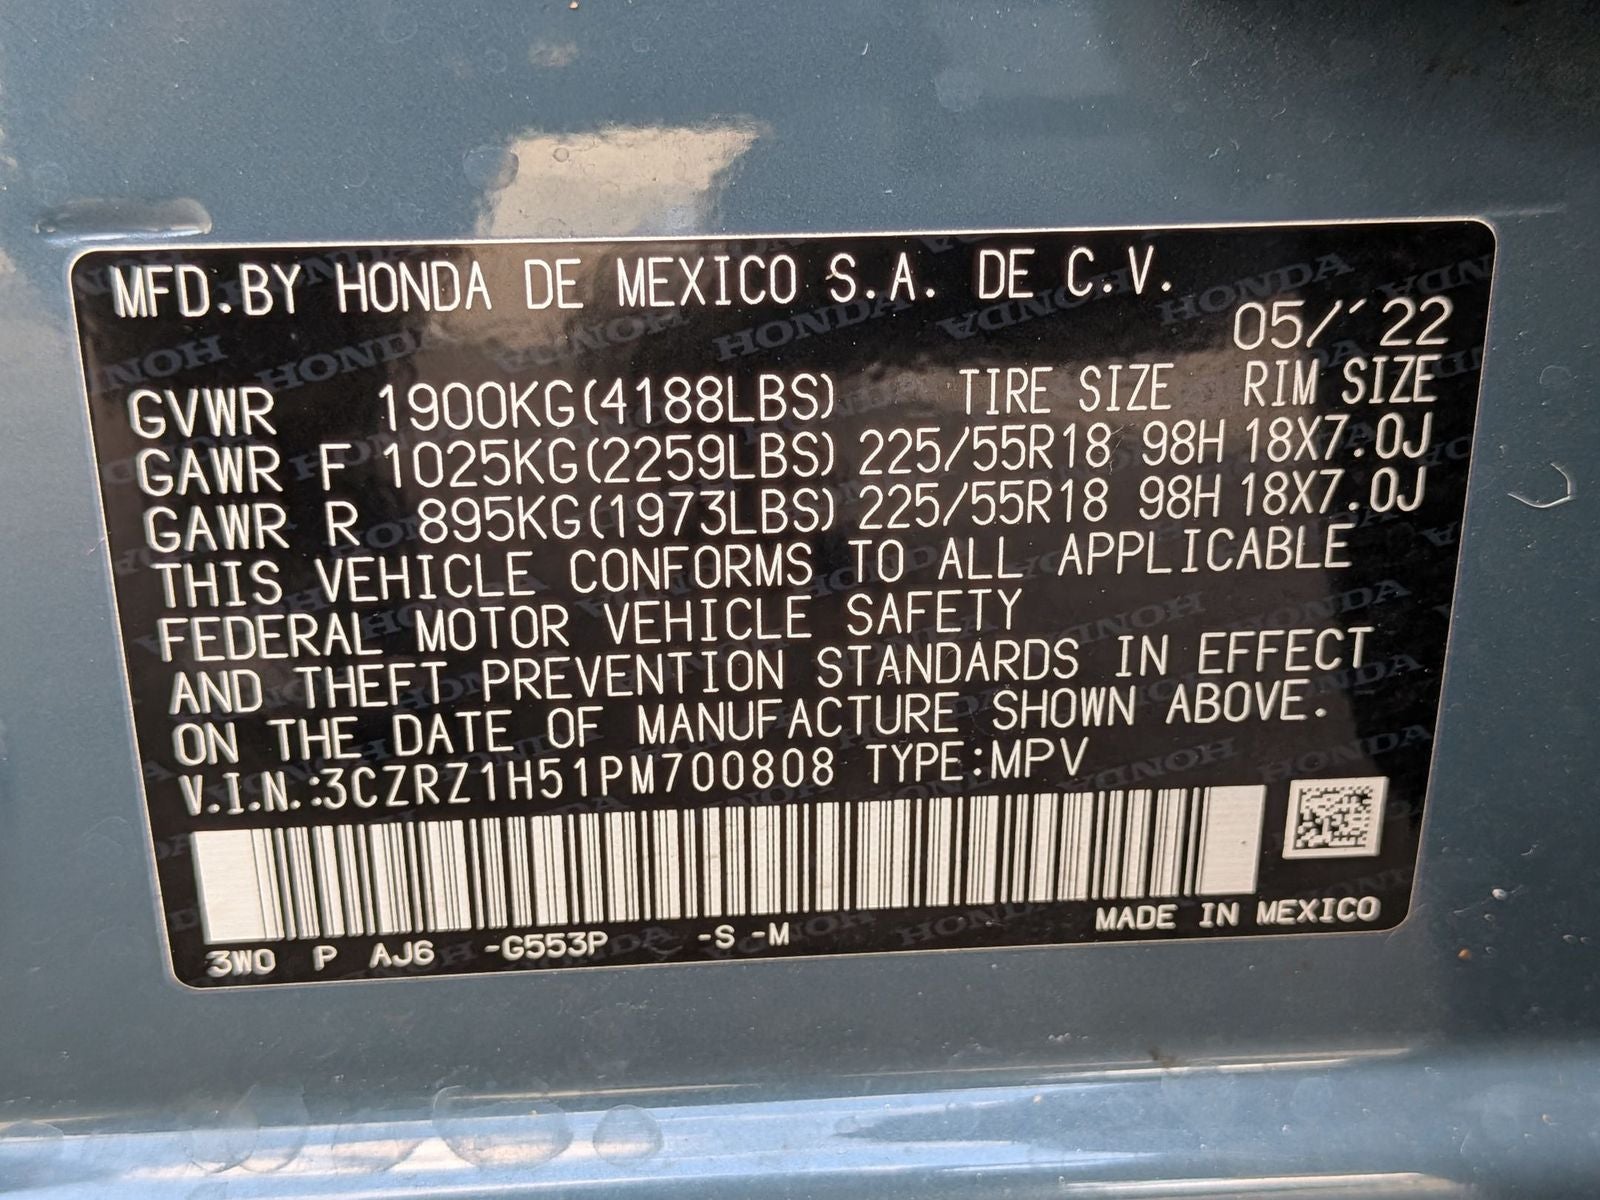 MFD.BY HONDA DE MEXICO S.A. DE C.V.
05/'22
GVWR 1900KG(4188LBS) TIRE SIZE RIM SIZE
GAWR F 1025KG(2259LBS) 225/55R18 98H 18X7.0J
GAWR R 895KG(1973LBS) 225/55R18 98H 18X7.0J
THIS VEHICLE CONFORMS TO ALL APPLICABLE
FEDERAL MOTOR VEHICLE SAFETY
AND THEFT PREVENTION STANDARDS IN EFFECT
ON THE DATE OF MANUFACTURE SHOWN ABOVE.
V.I.N.:3CZRZ1H51PM700808 TYPE:MPV
3W0 P AJ6 -G553P -S -M MADE IN MEXICO